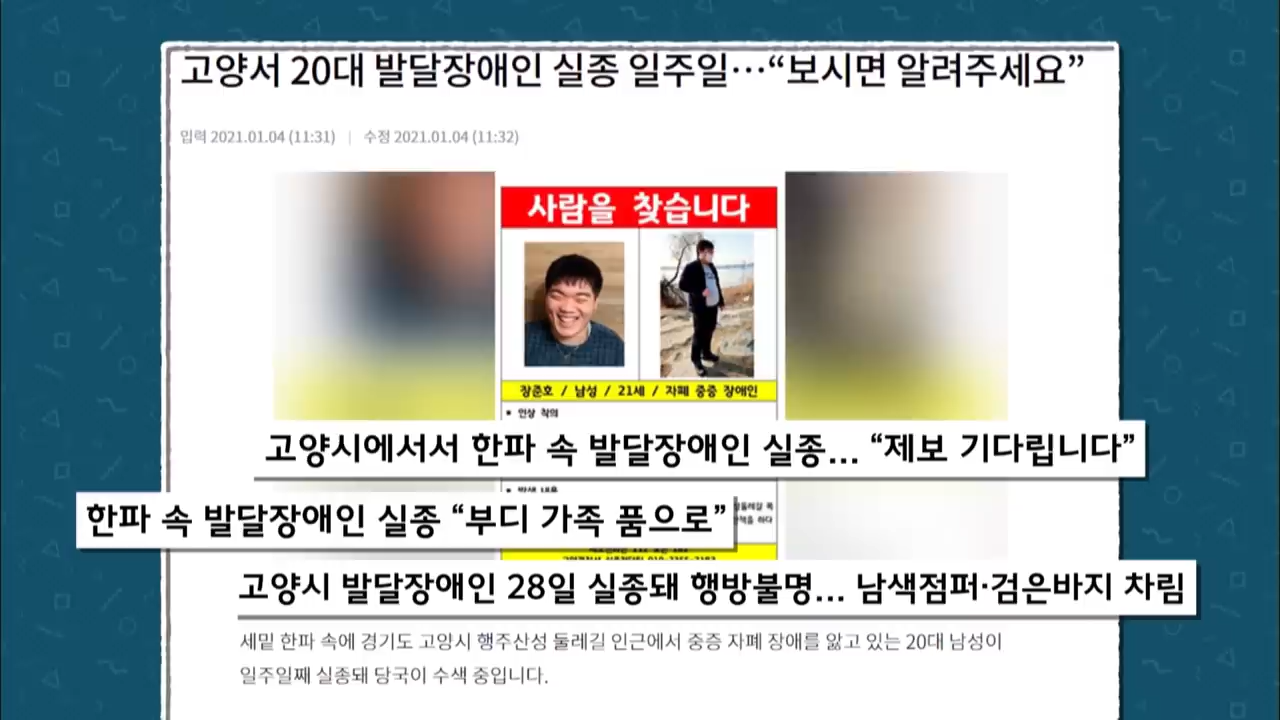 고양서 20대 발달장애인 실종 일주일…“보시면 알려주세요”
입력 2021.01.04 (11:31) | 수정 2021.01.04 (11:32)
사람을 찾습니다
장준호 / 남성 / 21세 / 자폐 중증 장애인
▪ 인상 착의
고양시에서서 한파 속 발달장애인 실종... “제보 기다립니다”
한파 속 발달장애인 실종 “부디 가족 품으로”
고양시 발달장애인 28일 실종돼 행방불명... 남색점퍼·검은바지 차림
세밑 한파 속에 경기도 고양시 행주산성 둘레길 인근에서 중증 자폐 장애를 앓고 있는 20대 남성이
일주일째 실종돼 당국이 수색 중입니다.